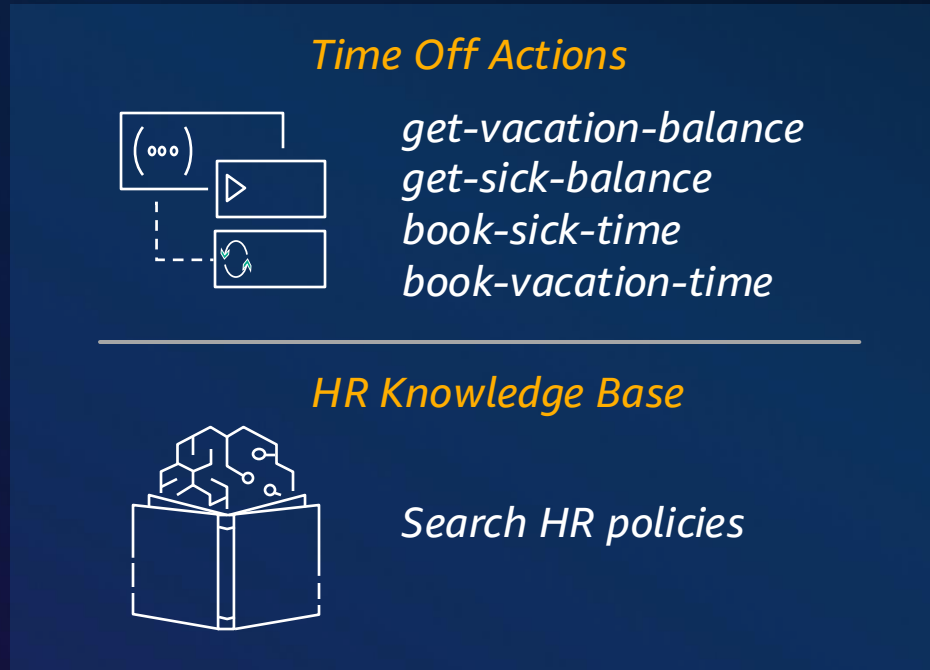 Time Off Actions
get-vacation-balance
get-sick-balance
book-sick-time
book-vacation-time
HR Knowledge Base
Search HR policies